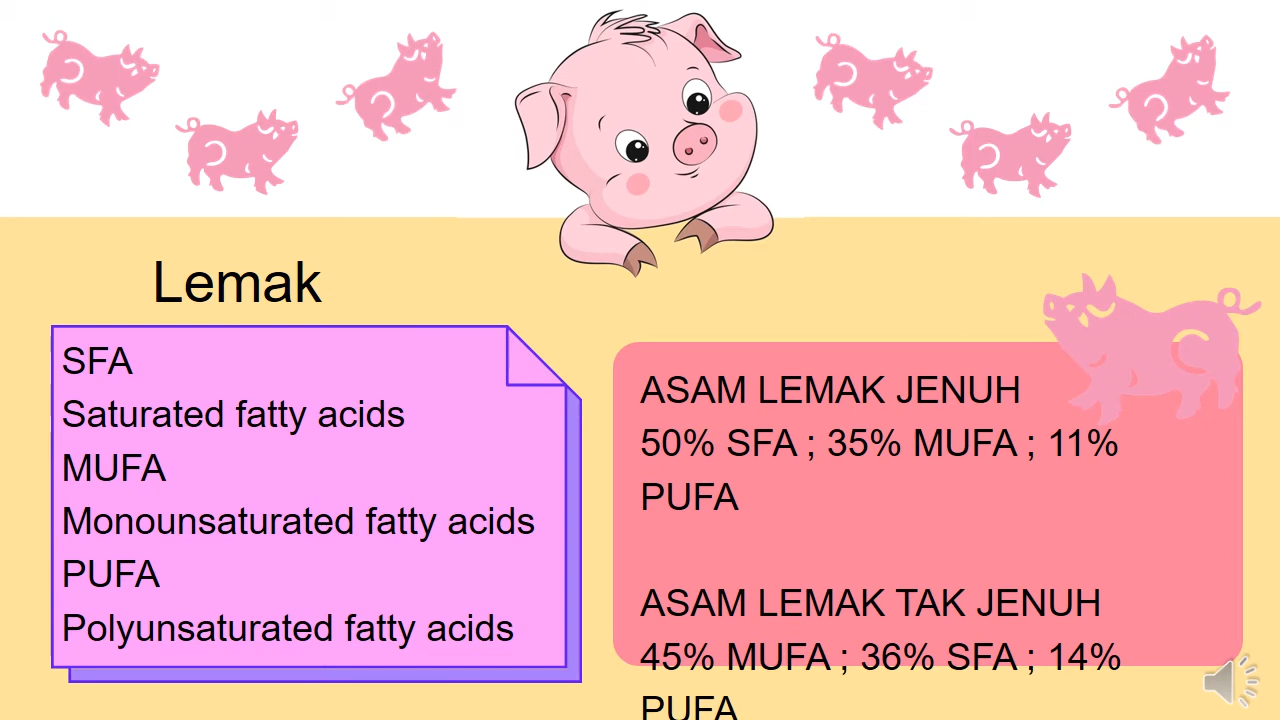 Lemak
SFA
Saturated fatty acids
MUFA
Monounsaturated fatty acids
PUFA
Polyunsaturated fatty acids
ASAM LEMAK JENUH
50% SFA ; 35% MUFA ; 11%
PUFA
ASAM LEMAK TAK JENUH
45% MUFA ; 36% SFA ; 14%
PUFA